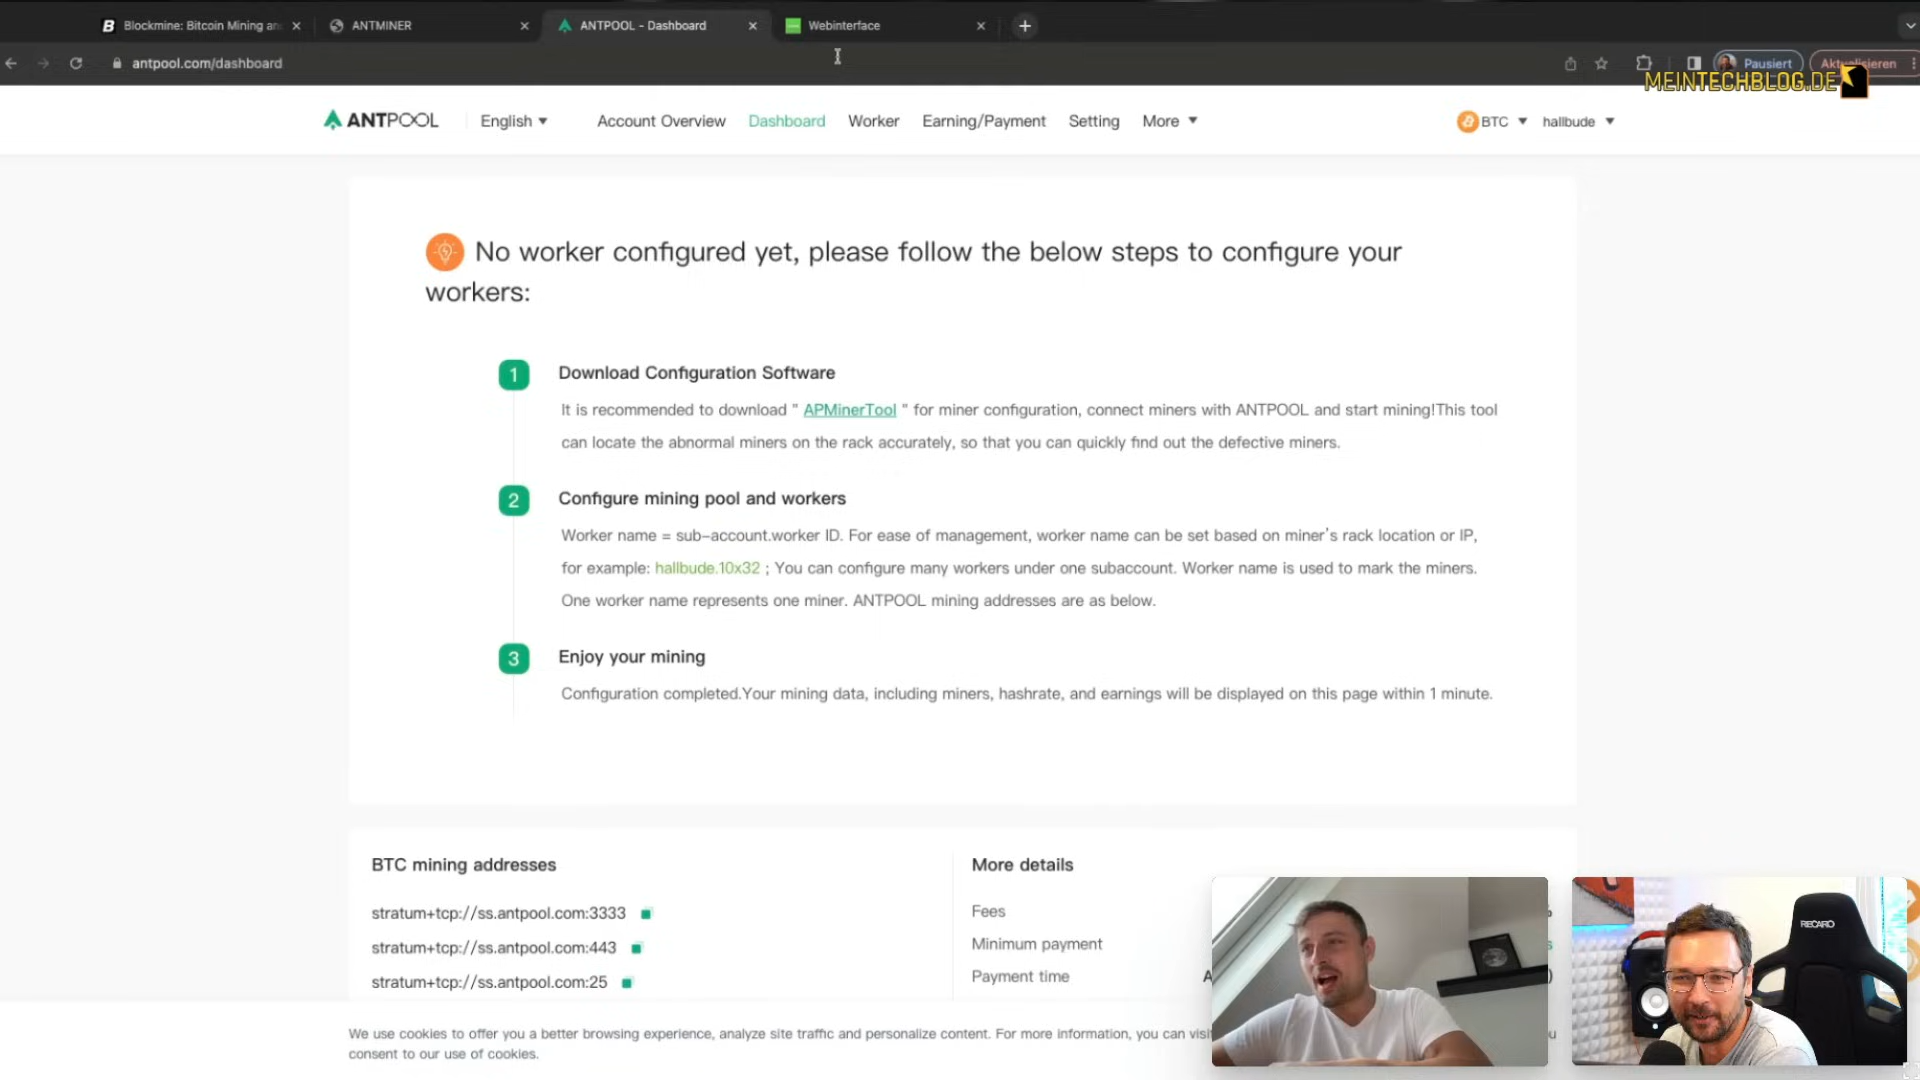 Blockmine: Bitcoin Mining an
ANTMINER
ANTPOOL - Dashboard
Webinterface
antpool.com/dashboard
Pausiert
Aktualisieren
MEINTECHBLOG.DE
ANTPOOL
English
Account Overview
Dashboard
Worker
Earning/Payment
Setting
More
BTC
hallbude
No worker configured yet, please follow the below steps to configure your
workers:
1
Download Configuration Software
It is recommended to download " APMinerTool " for miner configuration, connect miners with ANTPOOL and start mining!This tool
can locate the abnormal miners on the rack accurately, so that you can quickly find out the defective miners.
2
Configure mining pool and workers
Worker name = sub-account.worker ID. For ease of management, worker name can be set based on miner's rack location or IP,
for example: hallbude.10x32 ; You can configure many workers under one subaccount. Worker name is used to mark the miners.
One worker name represents one miner. ANTPOOL mining addresses are as below.
3
Enjoy your mining
Configuration completed.Your mining data, including miners, hashrate, and earnings will be displayed on this page within 1 minute.
BTC mining addresses
stratum+tcp://ss.antpool.com:3333
stratum+tcp://ss.antpool.com:443
stratum+tcp://ss.antpool.com:25
More details
Fees
Minimum payment
Payment time
RECARO
We use cookies to offer you a better browsing experience, analyze site traffic and personalize content. For more information, you can visi
consent to our use of cookies.